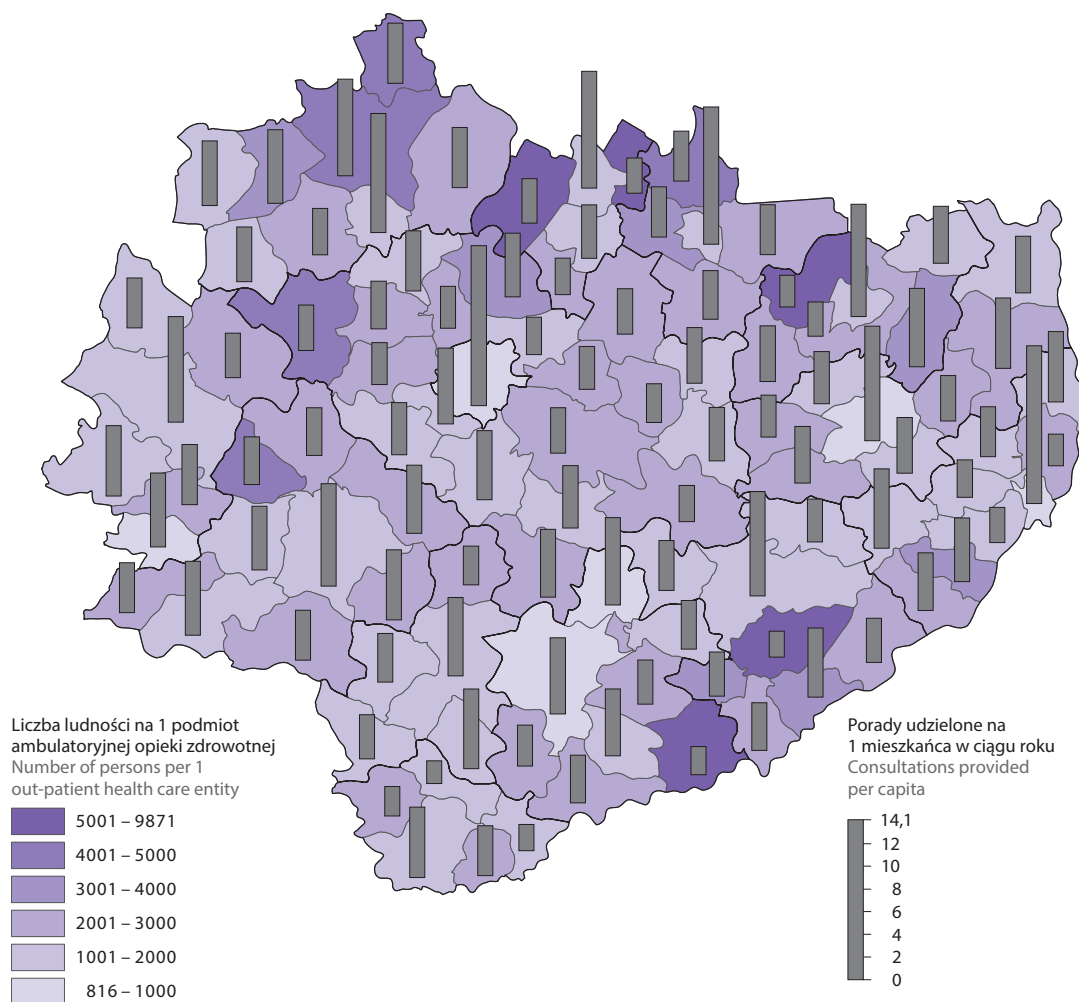 Liczba ludności na 1 podmiot
ambulatoryjnej opieki zdrowotnej
Number of persons per 1
out-patient health care entity
5001 – 9871
4001 – 5000
3001 – 4000
2001 – 3000
1001 – 2000
816 – 1000
Porady udzielone na
1 mieszkańca w ciągu roku
Consultations provided
per capita
14,1
12
10
8
6
4
2
0